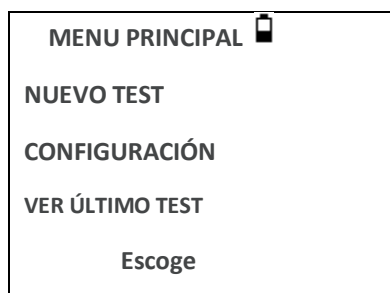 MENU PRINCIPAL
NUEVO TEST
CONFIGURACIÓN
VER ÚLTIMO TEST
Escoge